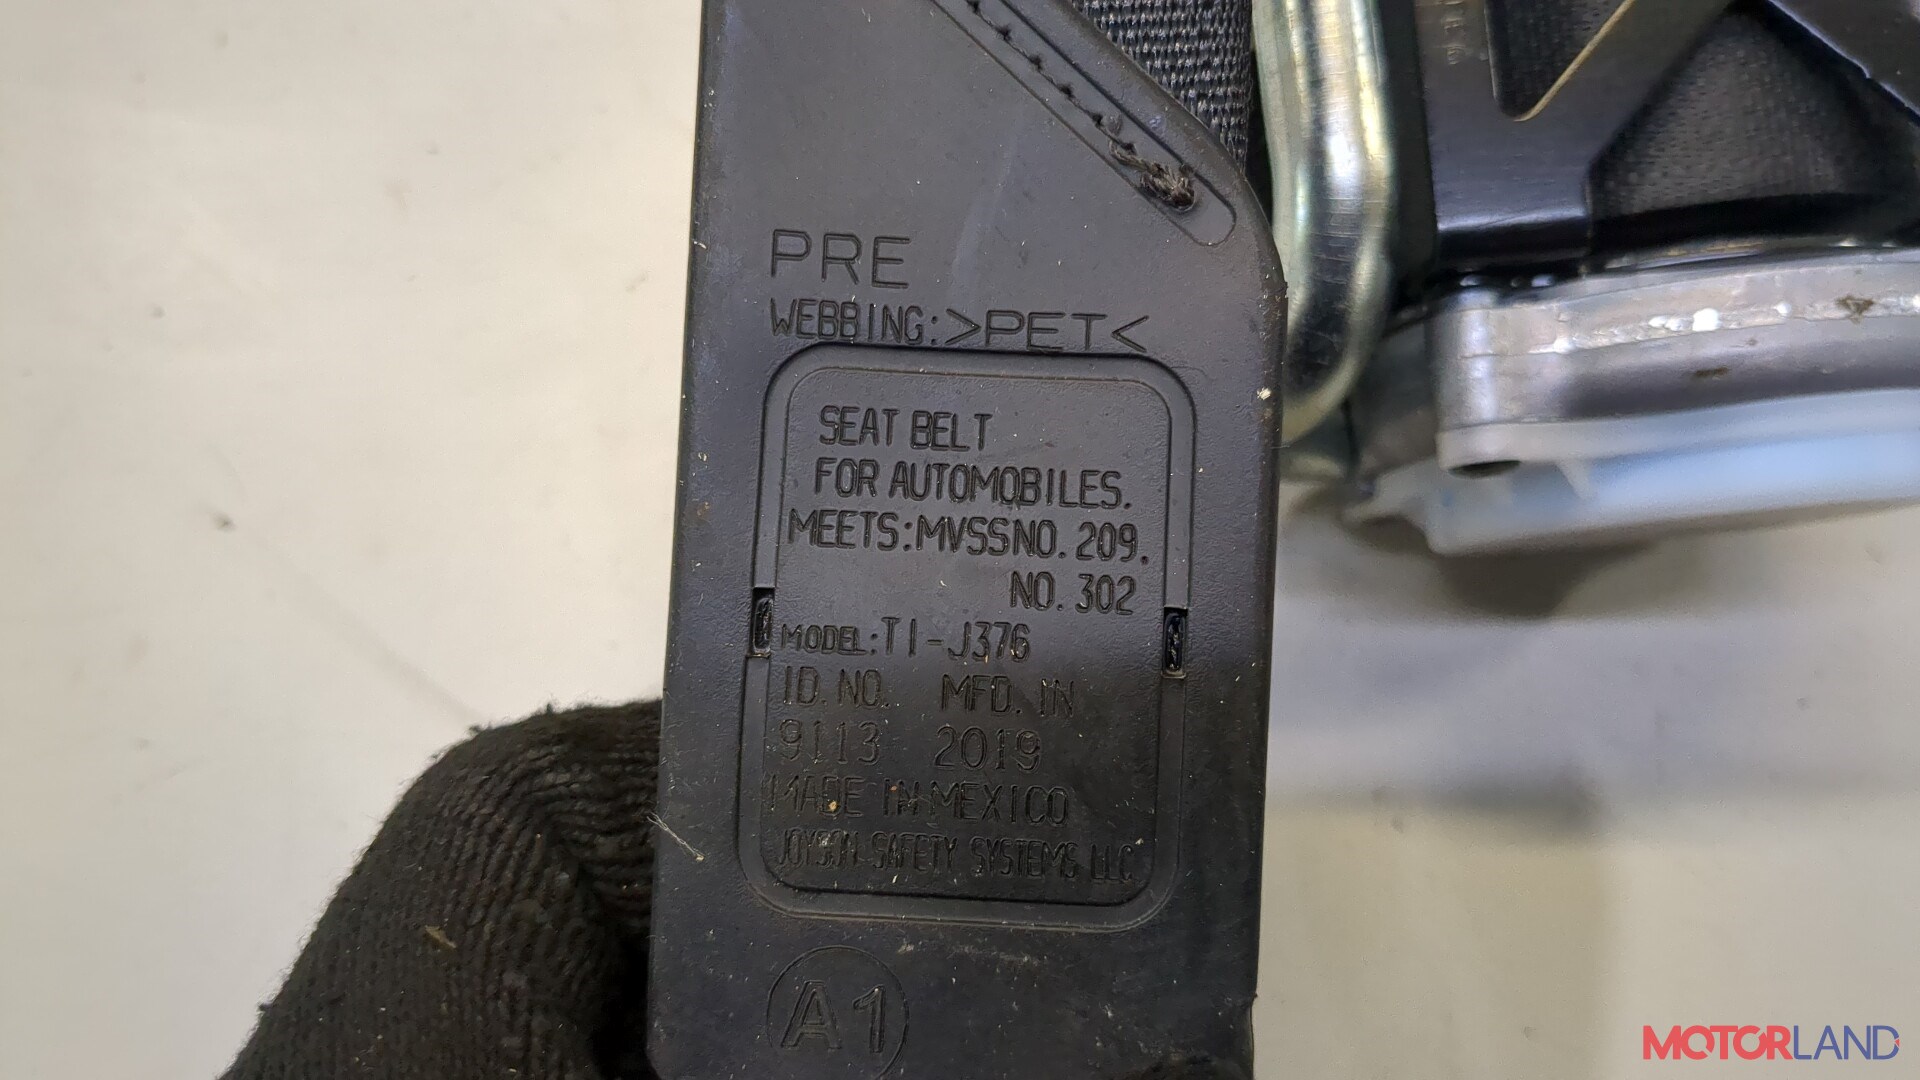 PRE
WEBBING:>PET<
SEAT BELT
FOR AUTOMOBILES.
MEETS:MVSSNO. 209.
NO. 302
MODEL:TI-J376
ID. NO. MFD. IN
9113 2019
MADE IN MEXICO
JOYSON SAFETY SYSTEMS LLC
A1
MOTORLAND